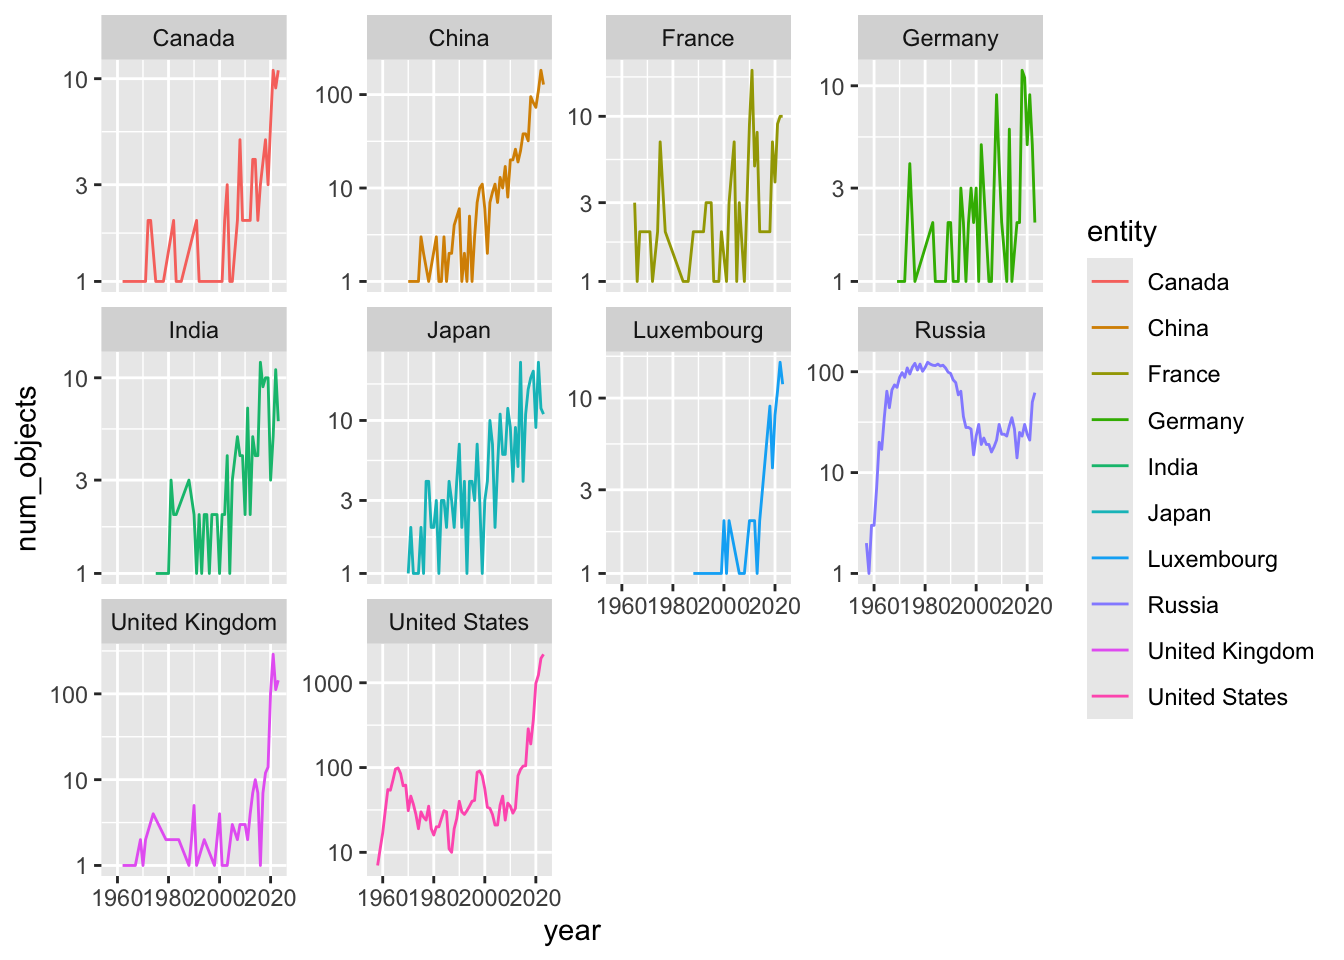 Canada
China
France
Germany
10
3
1
100
10
1
10
3
1
10
3
1
India
Japan
Luxembourg
Russia
10
3
1
10
3
1
10
3
1
100
10
1
1960 1980 2000 2020
1960 1980 2000 2020
United Kingdom
United States
100
10
1
1000
100
10
1960 1980 2000 2020
1960 1980 2000 2020
year
num_objects
entity
Canada
China
France
Germany
India
Japan
Luxembourg
Russia
United Kingdom
United States